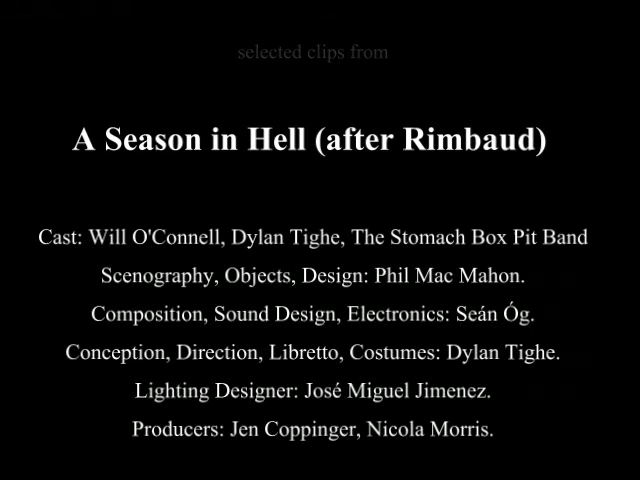 selected clips from
A Season in Hell (after Rimbaud)
Cast: Will O'Connell, Dylan Tighe, The Stomach Box Pit Band
Scenography, Objects, Design: Phil Mac Mahon.
Composition, Sound Design, Electronics: Seán Óg.
Conception, Direction, Libretto, Costumes: Dylan Tighe.
Lighting Designer: José Miguel Jimenez.
Producers: Jen Coppinger, Nicola Morris.